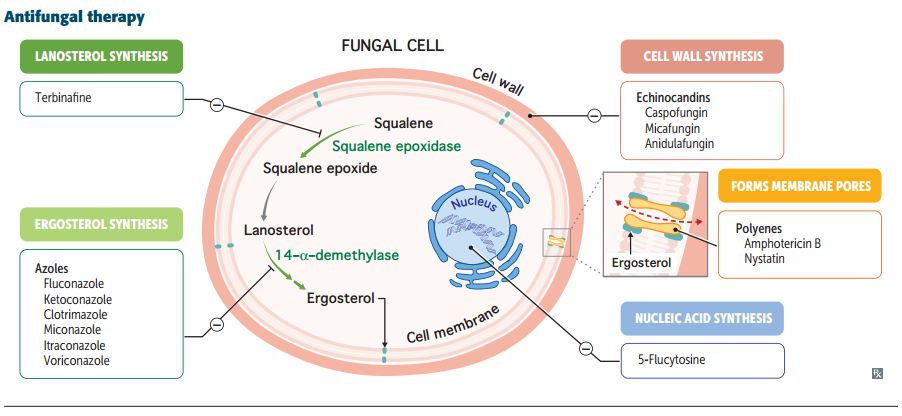 Antifungal therapy
LANOSTEROL SYNTHESIS
Terbinafine
ERGOSTEROL SYNTHESIS
Azoles
Fluconazole
Ketoconazole
Clotrimazole
Miconazole
Itraconazole
Voriconazole
FUNGAL CELL
Cell wall
Squalene
Squalene epoxidase
Squalene epoxide
Lanosterol
14-α-demethylase
Ergosterol
Nucleus
Cell membrane
CELL WALL SYNTHESIS
Echinocandins
Caspofungin
Micafungin
Anidulafungin
FORMS MEMBRANE PORES
Polyenes
Amphotericin B
Nystatin
Ergosterol
NUCLEIC ACID SYNTHESIS
5-Flucytosine
Rx